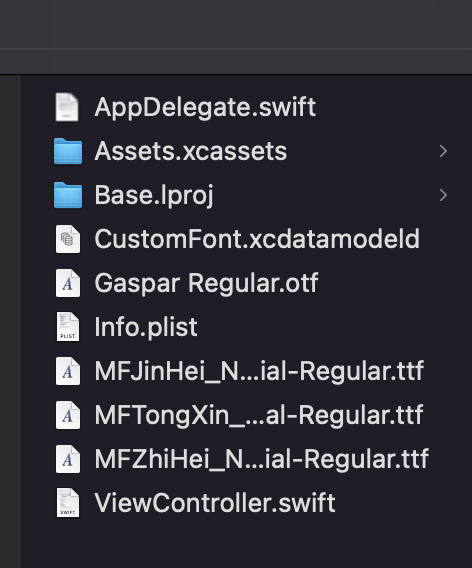 AppDelegate.swift
Assets.xcassets
Base.lproj
CustomFont.xcdatamodeld
Gaspar Regular.otf
Info.plist
MFJinHei_N...ial-Regular.ttf
MFTongXin_...al-Regular.ttf
MFZhiHei_N...ial-Regular.ttf
ViewController.swift